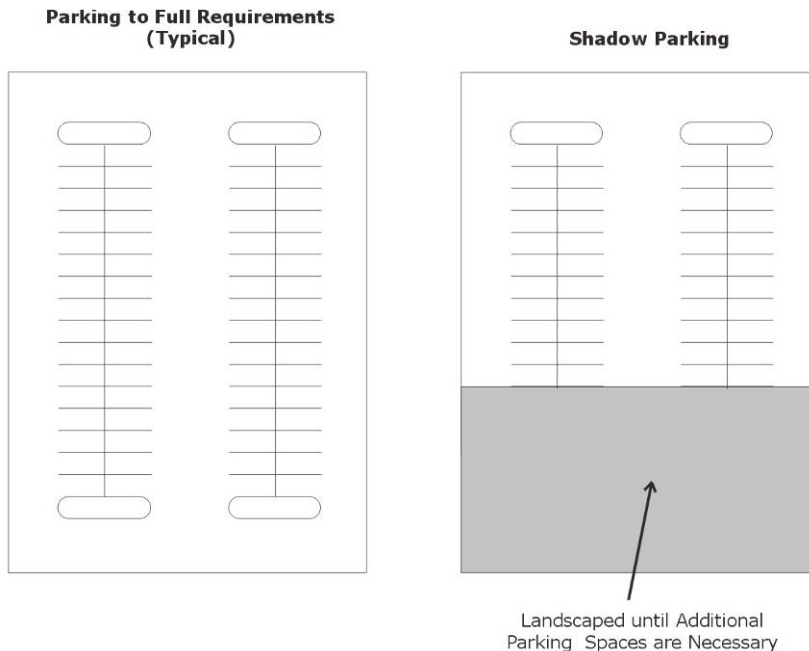 Parking to Full Requirements
(Typical)
Shadow Parking
Landscaped until Additional
Parking Spaces are Necessary